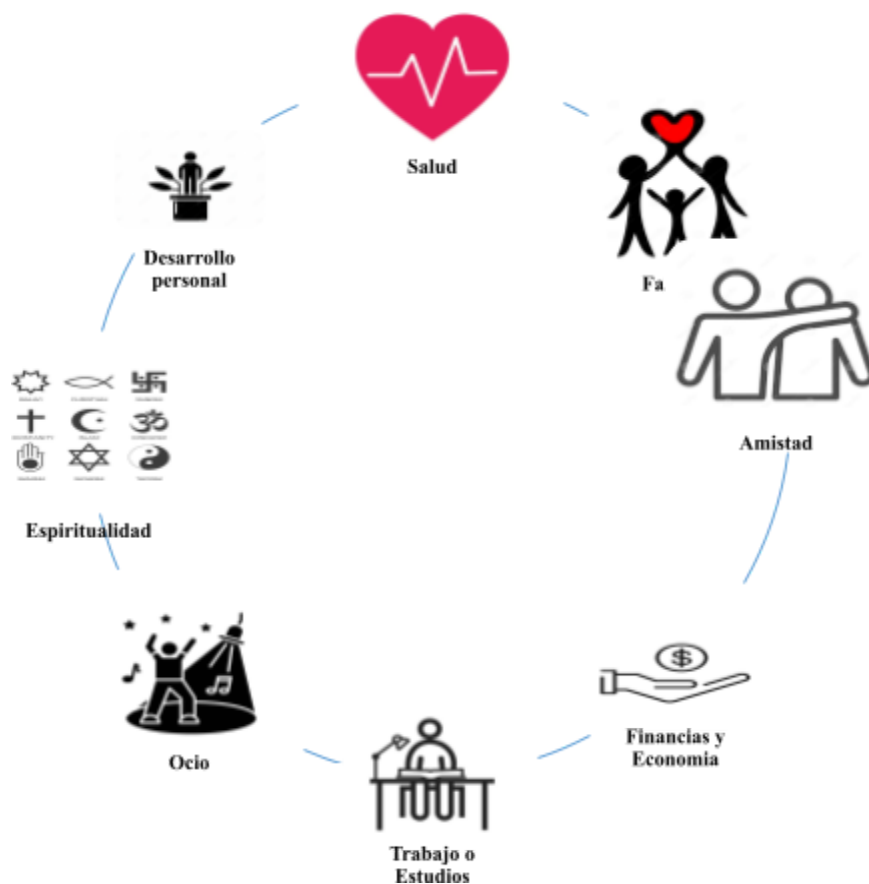 Salud
Fa
Amistad
Financias y
Economia
Trabajo o
Estudios
Ocio
Espiritualidad
Desarrollo
personal